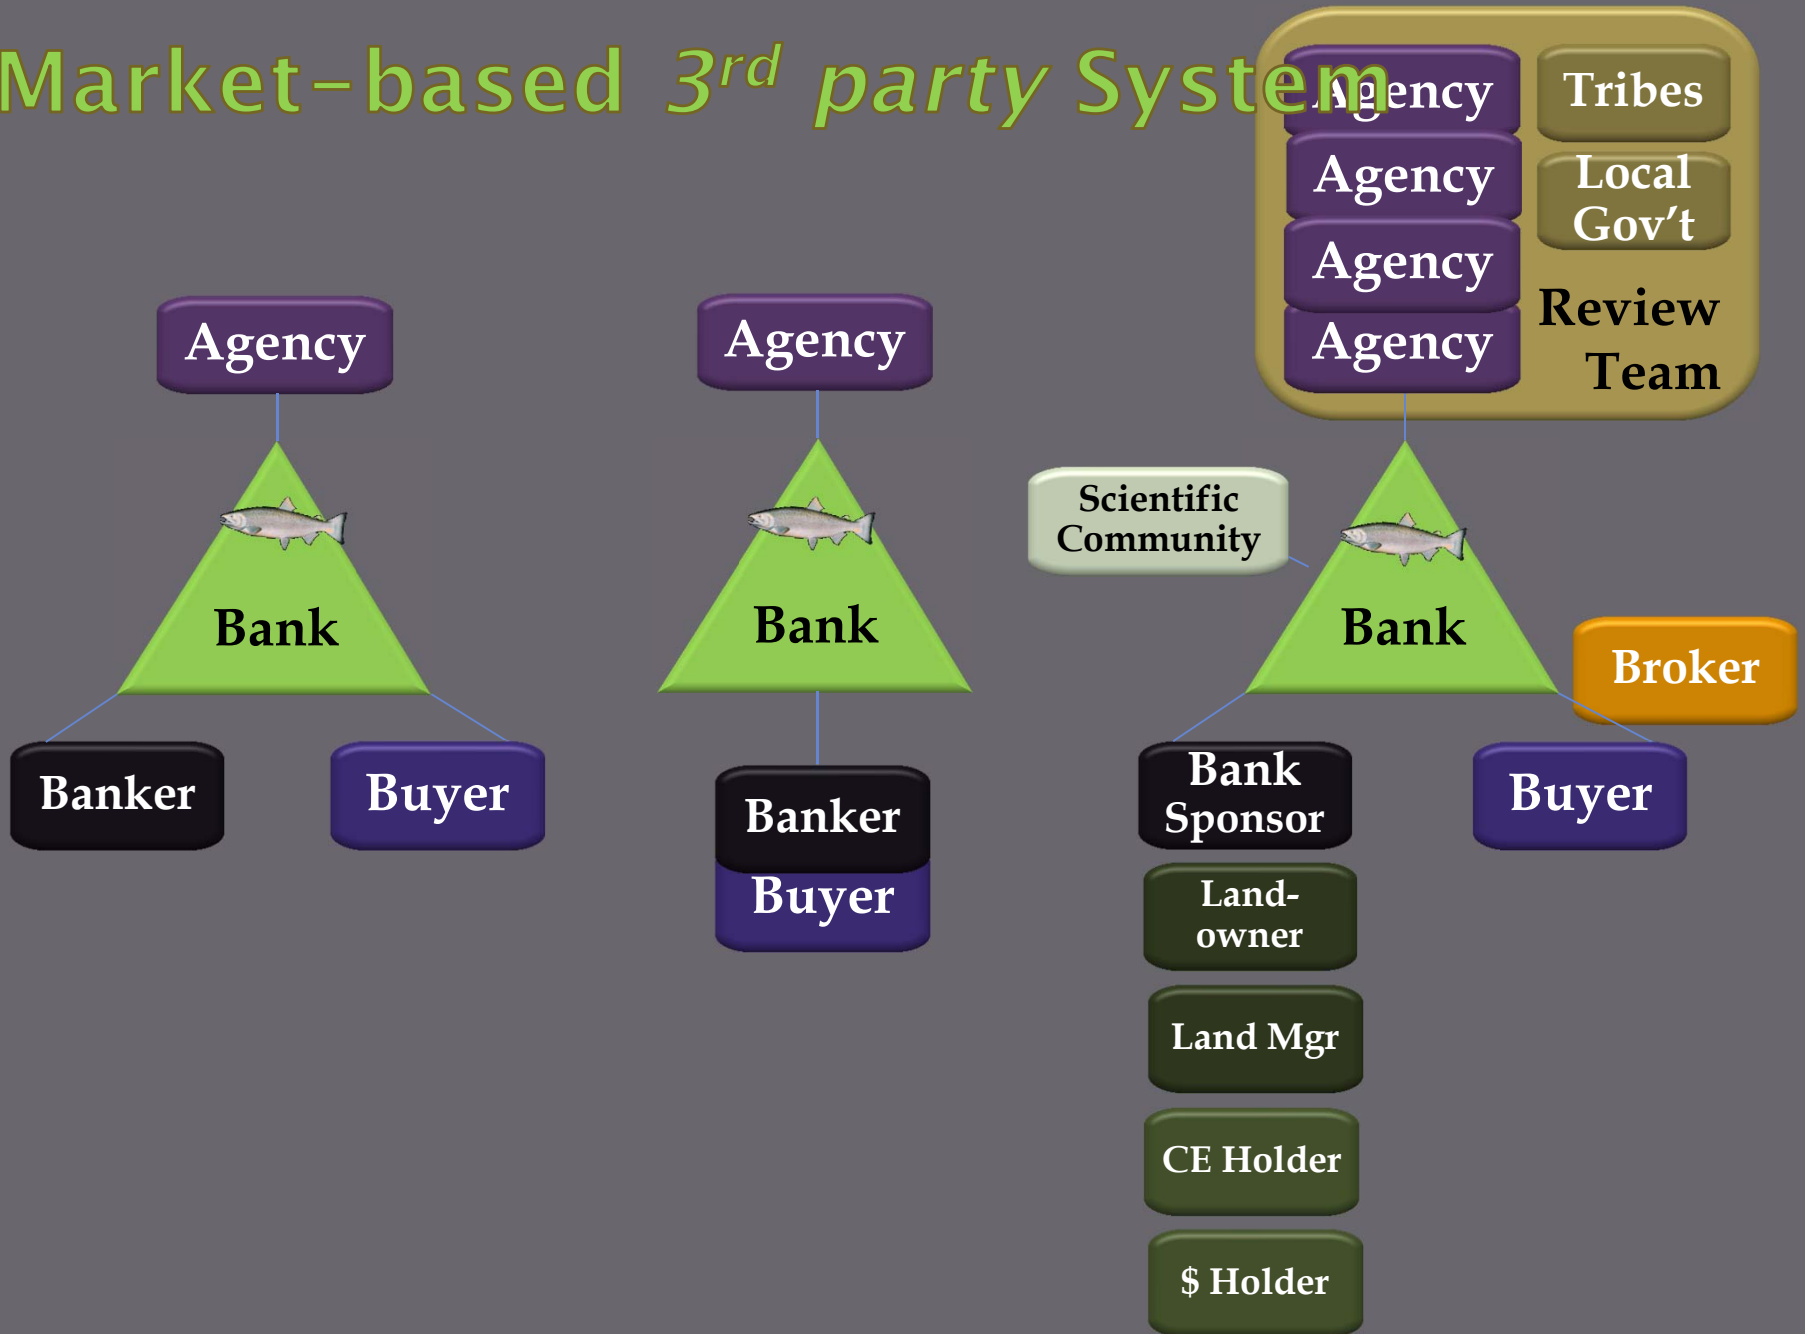 Market-based 3rd party System
Agency
Bank
Banker
Buyer
Agency
Bank
Banker
Buyer
Agency
Agency
Agency
Agency
Tribes
Local
Gov’t
Review
Team
Scientific
Community
Bank
Broker
Bank
Sponsor
Buyer
Land-
owner
Land Mgr
CE Holder
$ Holder